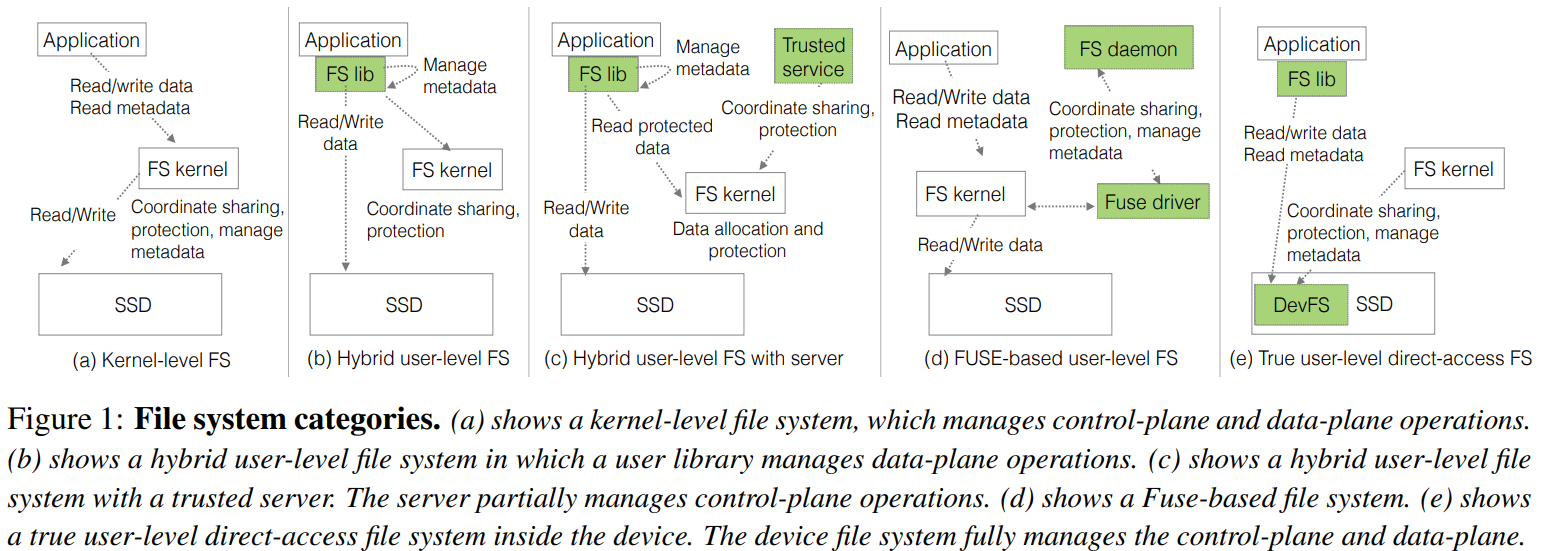 Application
Read/write data
Read metadata
FS kernel
Read/Write
Coordinate sharing,
protection, manage
metadata
SSD
(a) Kernel-level FS
Application
FS lib
Manage
metadata
Read/Write
data
FS kernel
Coordinate sharing,
protection
SSD
(b) Hybrid user-level FS
Application
FS lib
Manage
metadata
Trusted
service
Coordinate sharing,
protection
Read protected
data
FS kernel
Read/Write
data
Data allocation and
protection
SSD
(c) Hybrid user-level FS with server
Application
FS daemon
Read/Write data
Read metadata
Coordinate sharing,
protection, manage
metadata
FS kernel
Fuse driver
Read/Write data
SSD
(d) FUSE-based user-level FS
Application
FS lib
Read/write data
Read metadata
FS kernel
Coordinate sharing,
protection, manage
metadata
DevFS
SSD
(e) True user-level direct-access FS
Figure 1: File system categories. (a) shows a kernel-level file system, which manages control-plane and data-plane operations.
(b) shows a hybrid user-level file system in which a user library manages data-plane operations. (c) shows a hybrid user-level file
system with a trusted server. The server partially manages control-plane operations. (d) shows a Fuse-based file system. (e) shows
a true user-level direct-access file system inside the device. The device file system fully manages the control-plane and data-plane.